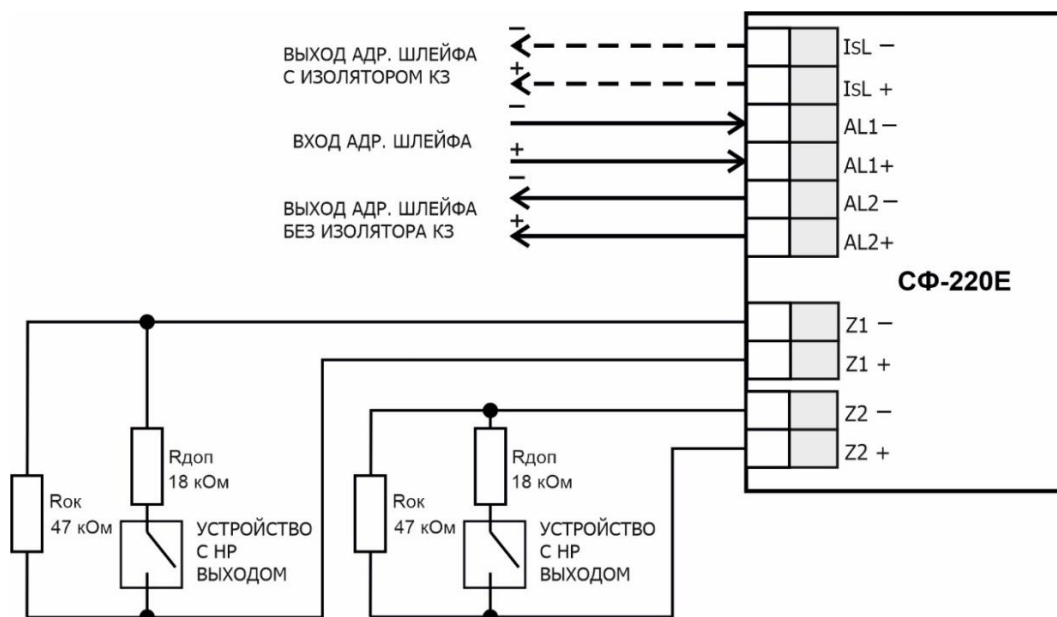 ВЫХОД АДР. ШЛЕЙФА
С ИЗОЛЯТОРОМ КЗ
−
+
ВХОД АДР. ШЛЕЙФА
−
+
ВЫХОД АДР. ШЛЕЙФА
БЕЗ ИЗОЛЯТОРА КЗ
−
+
IsL −
IsL +
AL1−
AL1+
AL2−
AL2+
СФ-220Е
Z1 −
Z1 +
Z2 −
Z2 +
Rок
47 кОм
Rдоп
18 кОм
УСТРОЙСТВО
С НР
ВЫХОДОМ
Rок
47 кОм
Rдоп
18 кОм
УСТРОЙСТВО
С НР
ВЫХОДОМ